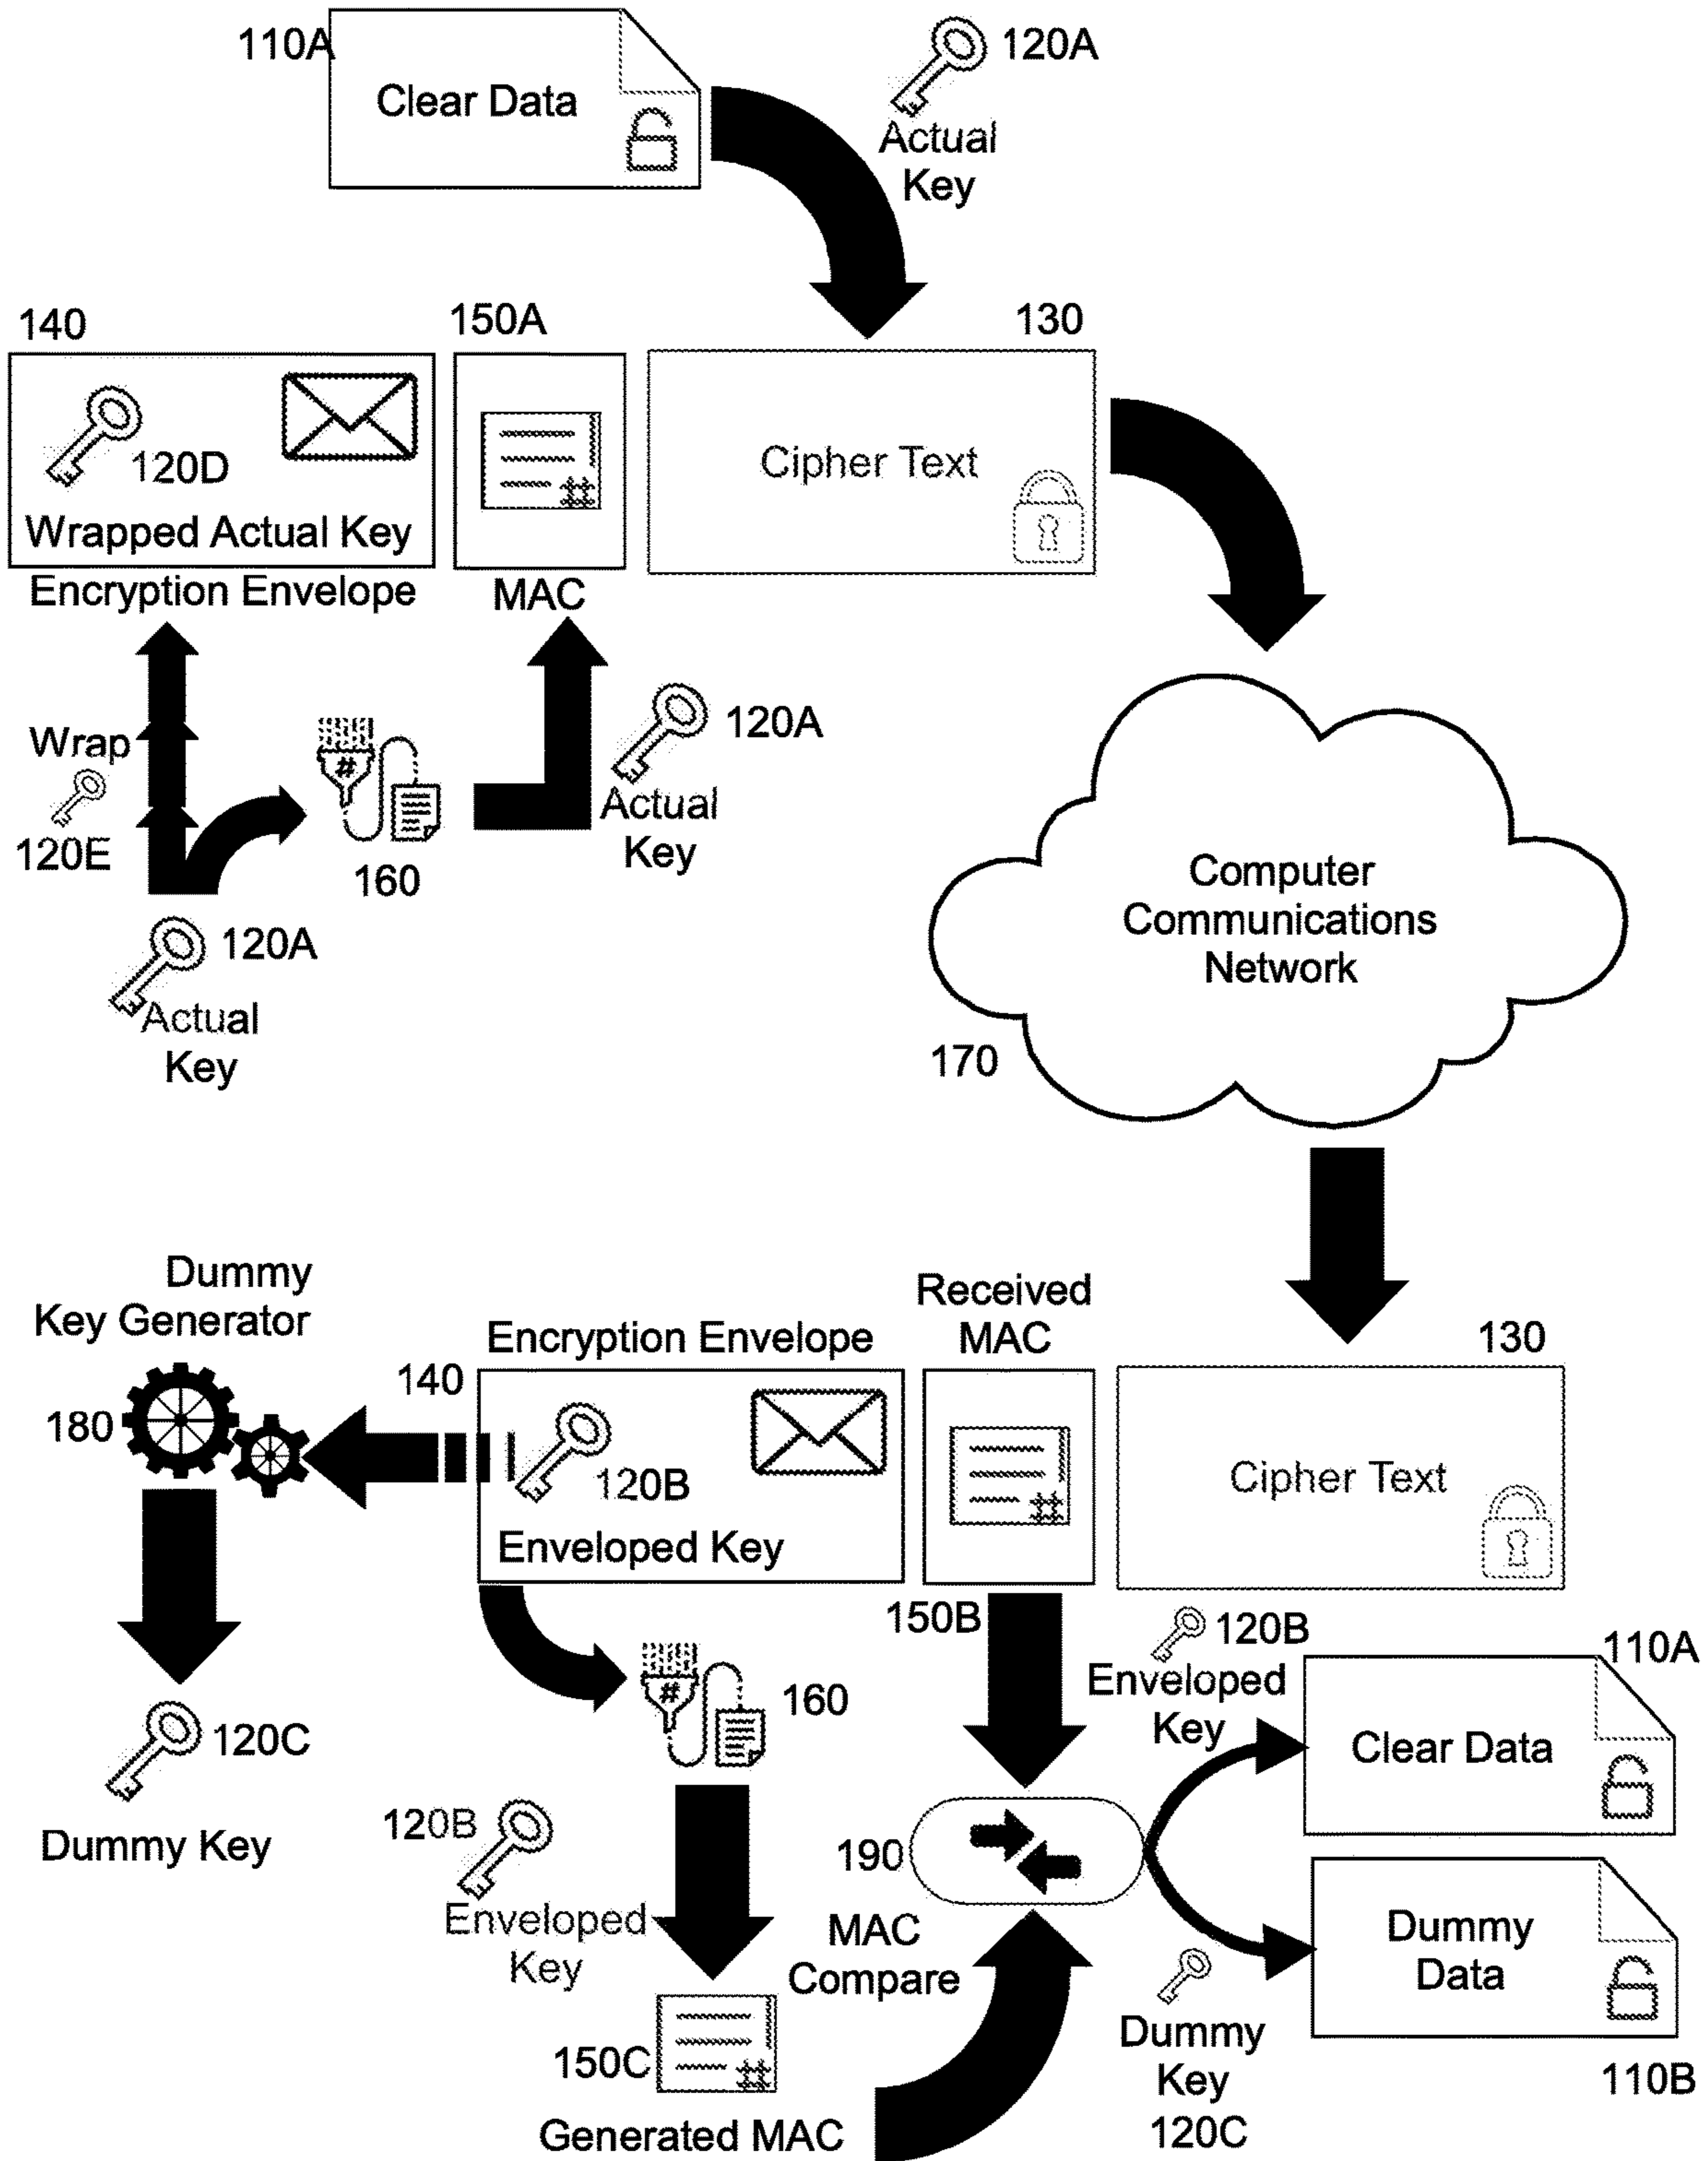 110A
Clear Data
120A
Actual
Key
140
150A
130
120D
Wrapped Actual Key
Cipher Text
Encryption Envelope
MAC
Wrap
120E
#
160
120A
Actual
Key
120A
Actual
Key
Computer
Communications
Network
170
Dummy
Key Generator
180
Encryption Envelope
140
120B
Enveloped Key
Received
MAC
130
Cipher Text
150B
120B
Enveloped
Key
110A
Clear Data
#
160
120C
Dummy Key
120B
Enveloped
Key
190
MAC
Compare
Dummy
Data
Dummy
Key
120C
110B
150C
Generated MAC